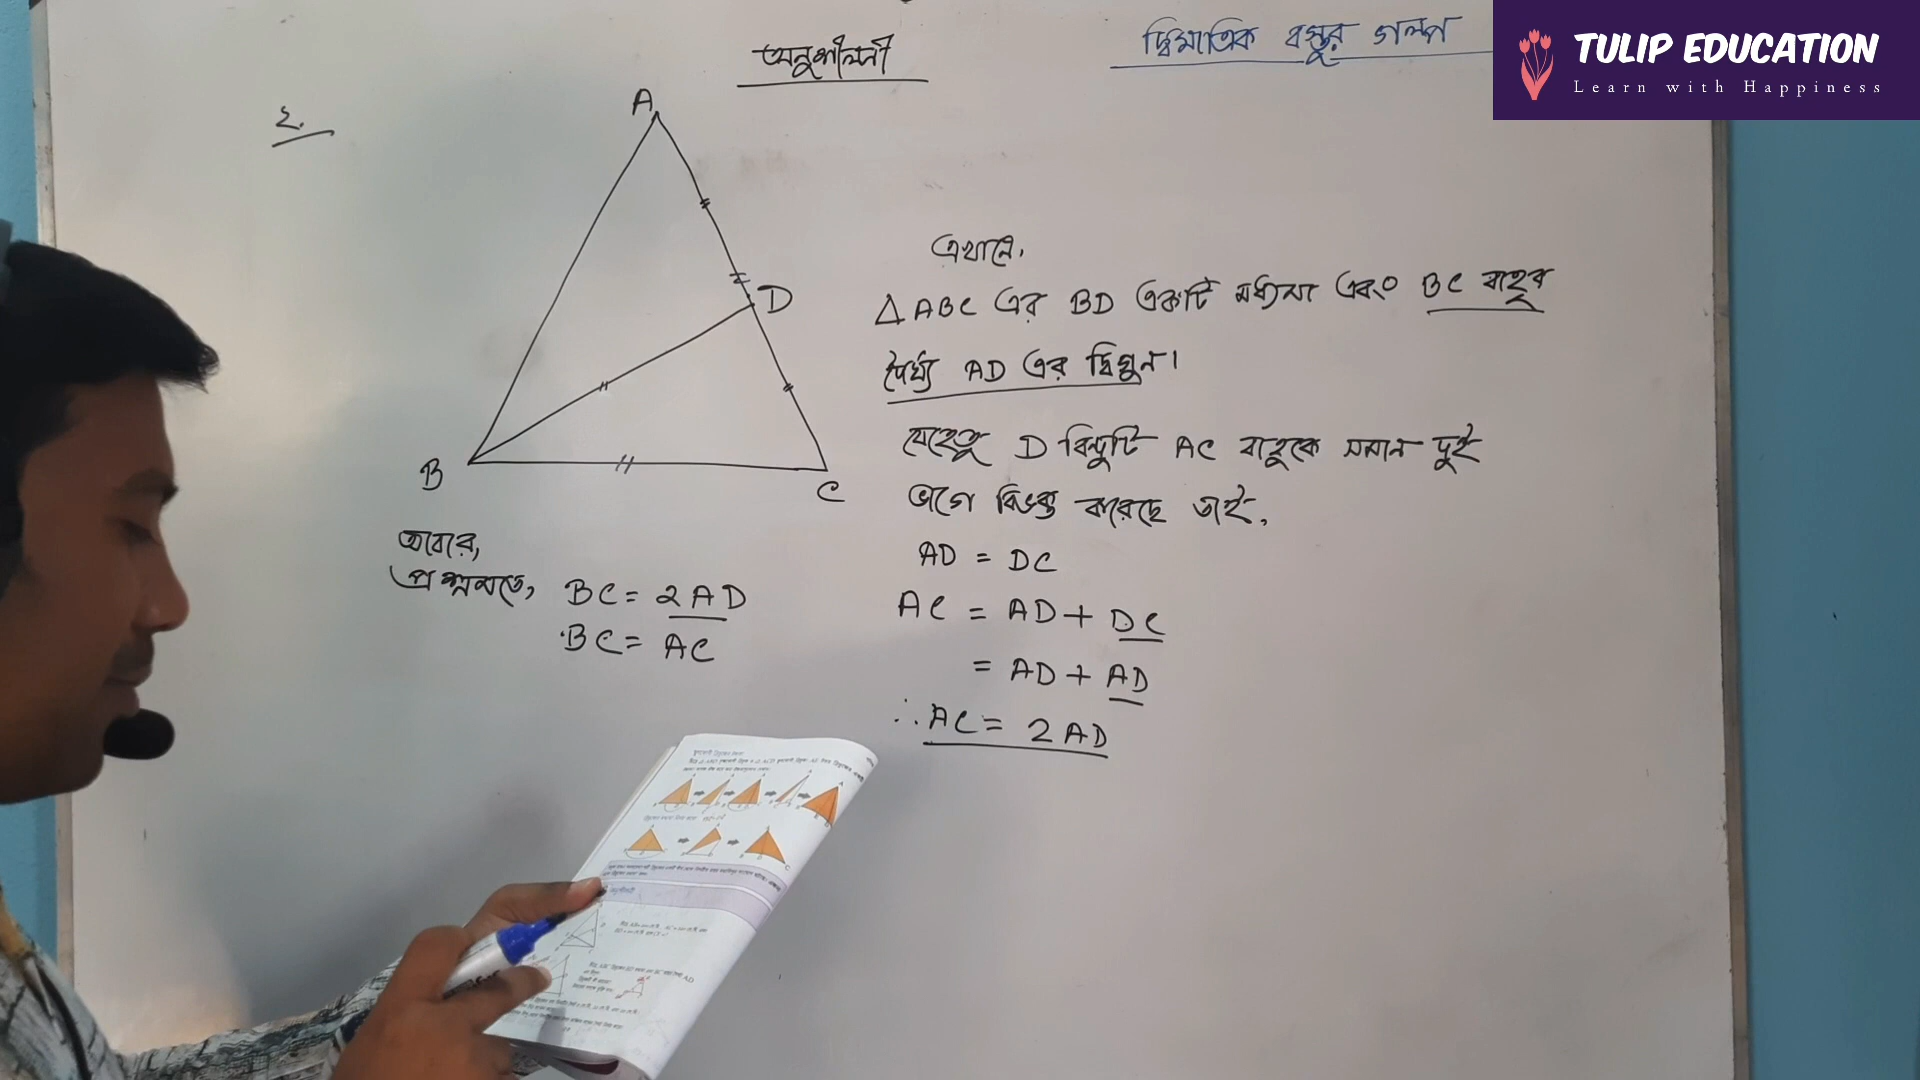 অনুশীলনী
দ্বিমাত্রিক বস্তুর গল্প
TULIP EDUCATION
Learn with Happiness
২.
A
D
B
C
এখানে,
△ABC এর BD একটি মধ্যমা এবং BC বাহুর
দৈর্ঘ্য AD এর দ্বিগুন।
যেহেতু D বিন্দুটি AC বাহুকে সমান দুই
ভাগে বিভক্ত করেছে তাই,
AD = DC
AC = AD + DC
= AD + AD
∴ AC = 2AD
আবার,
প্রশ্নমতে, BC = 2AD
BC = AC